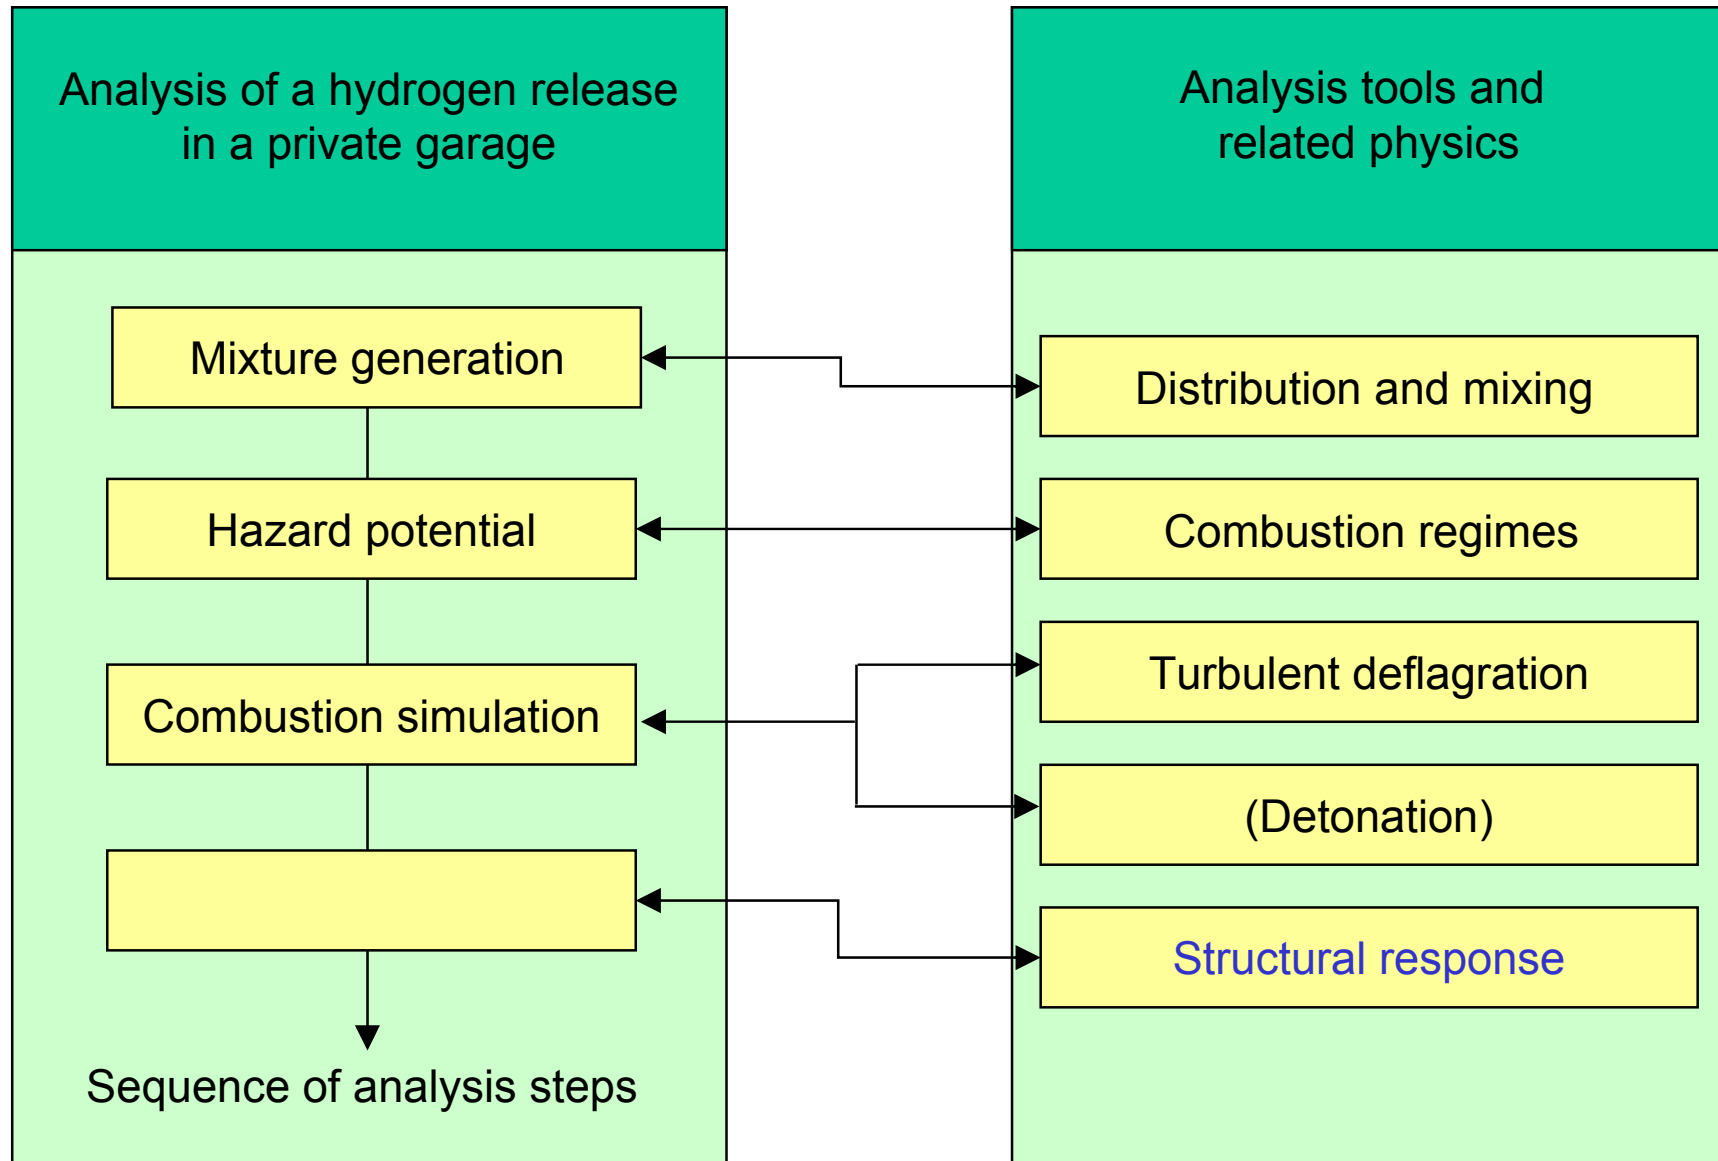 Analysis of a hydrogen release
in a private garage
Mixture generation
Hazard potential
Combustion simulation
Sequence of analysis steps
Analysis tools and
related physics
Distribution and mixing
Combustion regimes
Turbulent deflagration
(Detonation)
Structural response